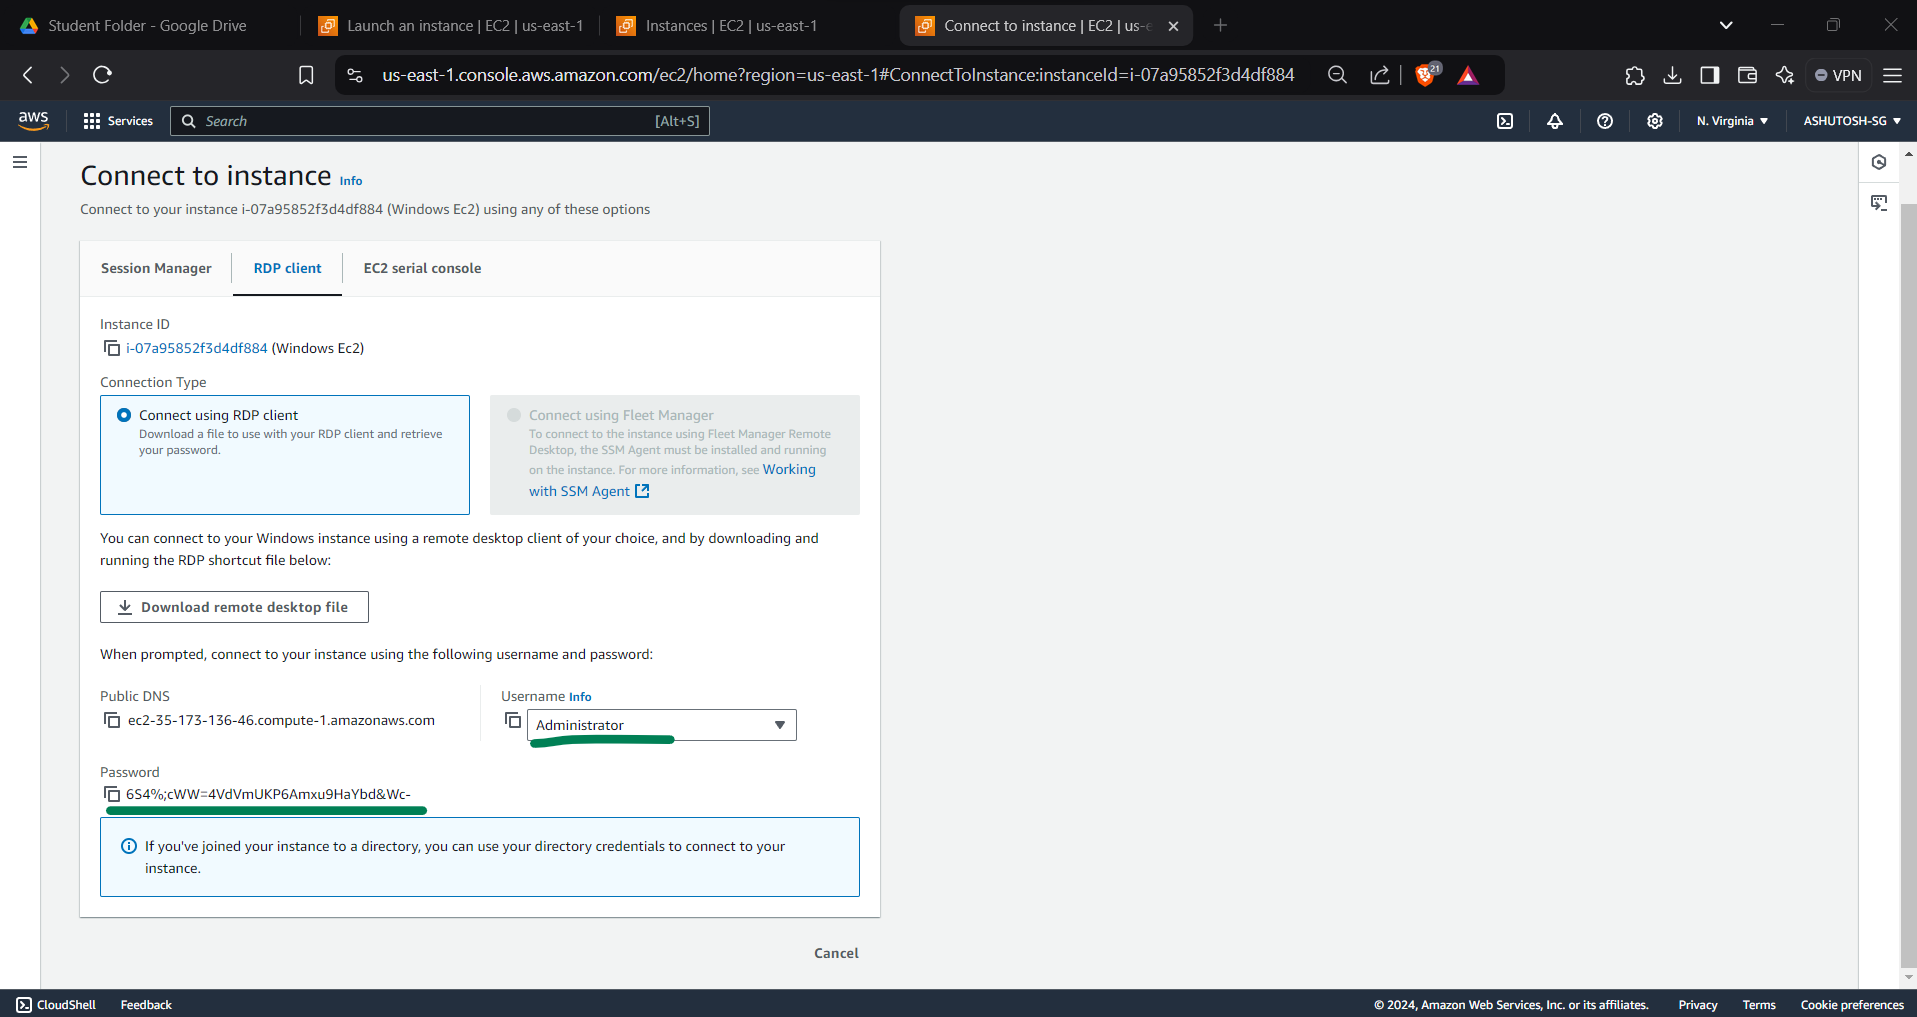 Student Folder - Google Drive
Launch an instance | EC2 | us-east-1
Instances | EC2 | us-east-1
Connect to instance | EC2 | us-e
us-east-1.console.aws.amazon.com/ec2/home?region=us-east-1#ConnectToInstance:instanceId=i-07a95852f3d4df884
21
VPN
aws
Services
Search
[Alt+S]
N. Virginia
ASHUTOSH-SG
Connect to instance Info
Connect to your instance i-07a95852f3d4df884 (Windows Ec2) using any of these options
Session Manager
RDP client
EC2 serial console
Instance ID
i-07a95852f3d4df884 (Windows Ec2)
Connection Type
Connect using RDP client
Download a file to use with your RDP client and retrieve
your password.
Connect using Fleet Manager
To connect to the instance using Fleet Manager Remote
Desktop, the SSM Agent must be installed and running
on the instance. For more information, see Working
with SSM Agent
You can connect to your Windows instance using a remote desktop client of your choice, and by downloading and
running the RDP shortcut file below:
Download remote desktop file
When prompted, connect to your instance using the following username and password:
Public DNS
ec2-35-173-136-46.compute-1.amazonaws.com
Username Info
Administrator
Password
6S4%;cWW=4VdVmUKP6Amxu9HaYbd&Wc-
If you've joined your instance to a directory, you can use your directory credentials to connect to your
instance.
Cancel
CloudShell
Feedback
© 2024, Amazon Web Services, Inc. or its affiliates.
Privacy
Terms
Cookie preferences